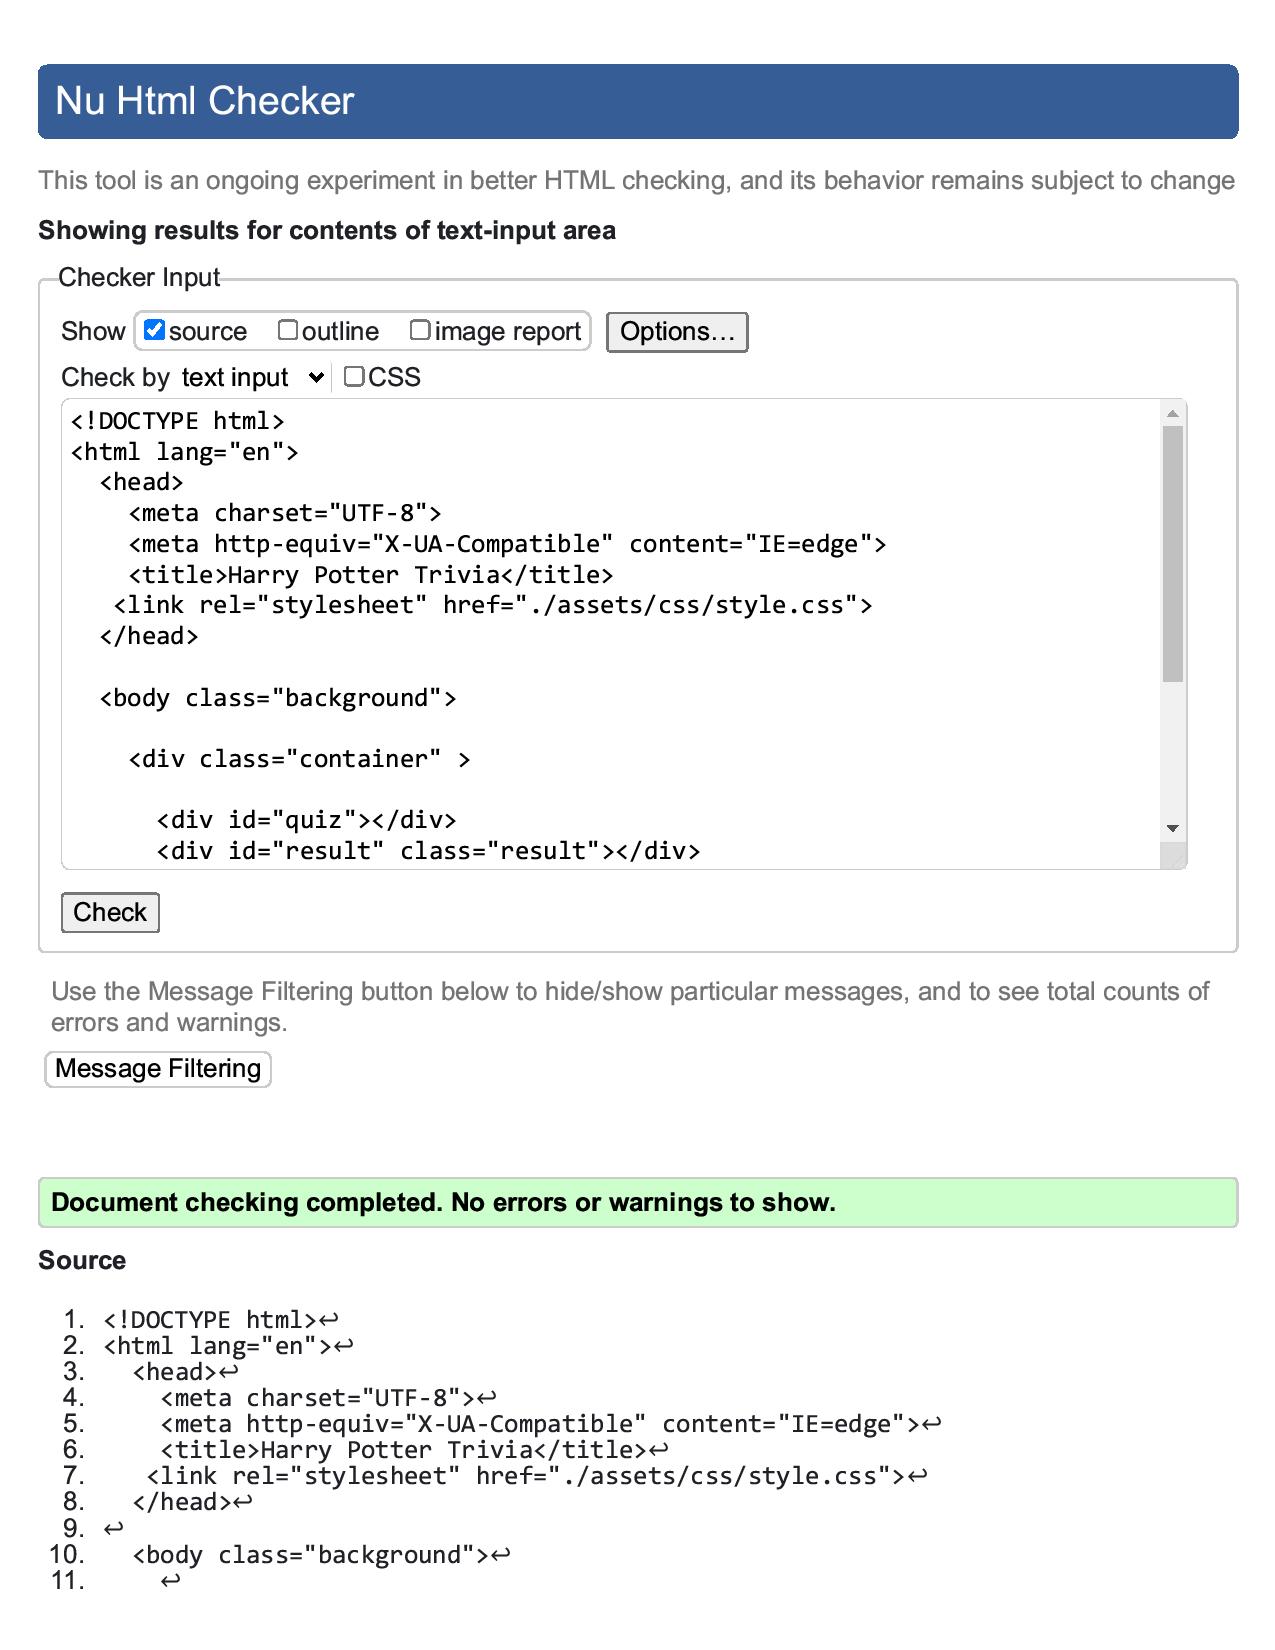 Nu Html Checker
This tool is an ongoing experiment in better HTML checking, and its behavior remains subject to change
Showing results for contents of text-input area
Checker Input
Show source outline image report Options…
Check by text input CSS
<!DOCTYPE html>
<html lang="en">
  <head>
    <meta charset="UTF-8">
    <meta http-equiv="X-UA-Compatible" content="IE=edge">
    <title>Harry Potter Trivia</title>
   <link rel="stylesheet" href="./assets/css/style.css">
  </head>
  <body class="background">
    <div class="container" >
      <div id="quiz"></div>
      <div id="result" class="result"></div>
Check
Use the Message Filtering button below to hide/show particular messages, and to see total counts of
errors and warnings.
Message Filtering
Document checking completed. No errors or warnings to show.
Source
1. <!DOCTYPE html>↩
2. <html lang="en">↩
3.   <head>↩
4.     <meta charset="UTF-8">↩
5.     <meta http-equiv="X-UA-Compatible" content="IE=edge">↩
6.     <title>Harry Potter Trivia</title>↩
7.    <link rel="stylesheet" href="./assets/css/style.css">↩
8.   </head>↩
9. ↩
10.   <body class="background">↩
11.     ↩